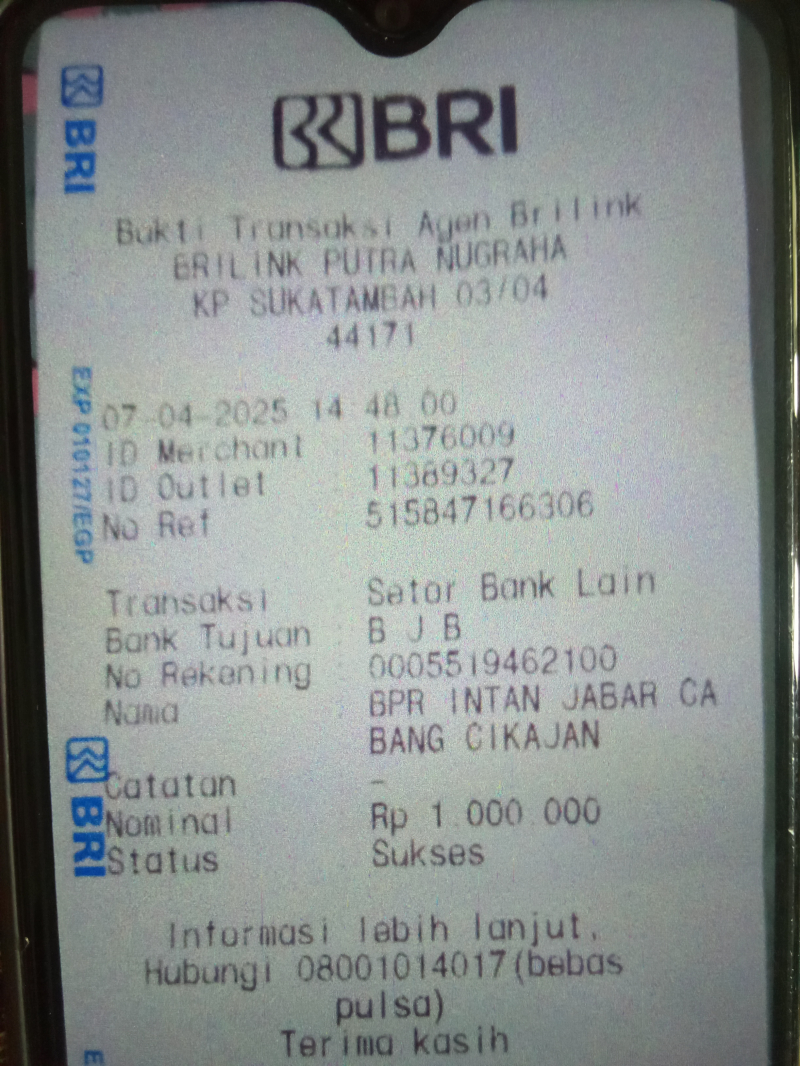 BRI
BRI
Bukti Transaksi Agen Brilink
BRILINK PUTRA NUGRAHA
KP SUKATAMBAH 03/04
44171
EXP 010127/EGP
07-04-2025 14 48 00
ID Merchant 11376009
ID Outlet : 11389327
No Ref 515847166306
Transaksi : Setor Bank Lain
Bank Tujuan : B J B
No Rekening : 0005519462100
Nama : BPR INTAN JABAR CA
BANG CIKAJAN
BRI
Catatan -
Nominal Rp 1.000.000
Status Sukses
Informasi lebih lanjut,
Hubungi 08001014017(bebas
pulsa)
Terima kasih
E